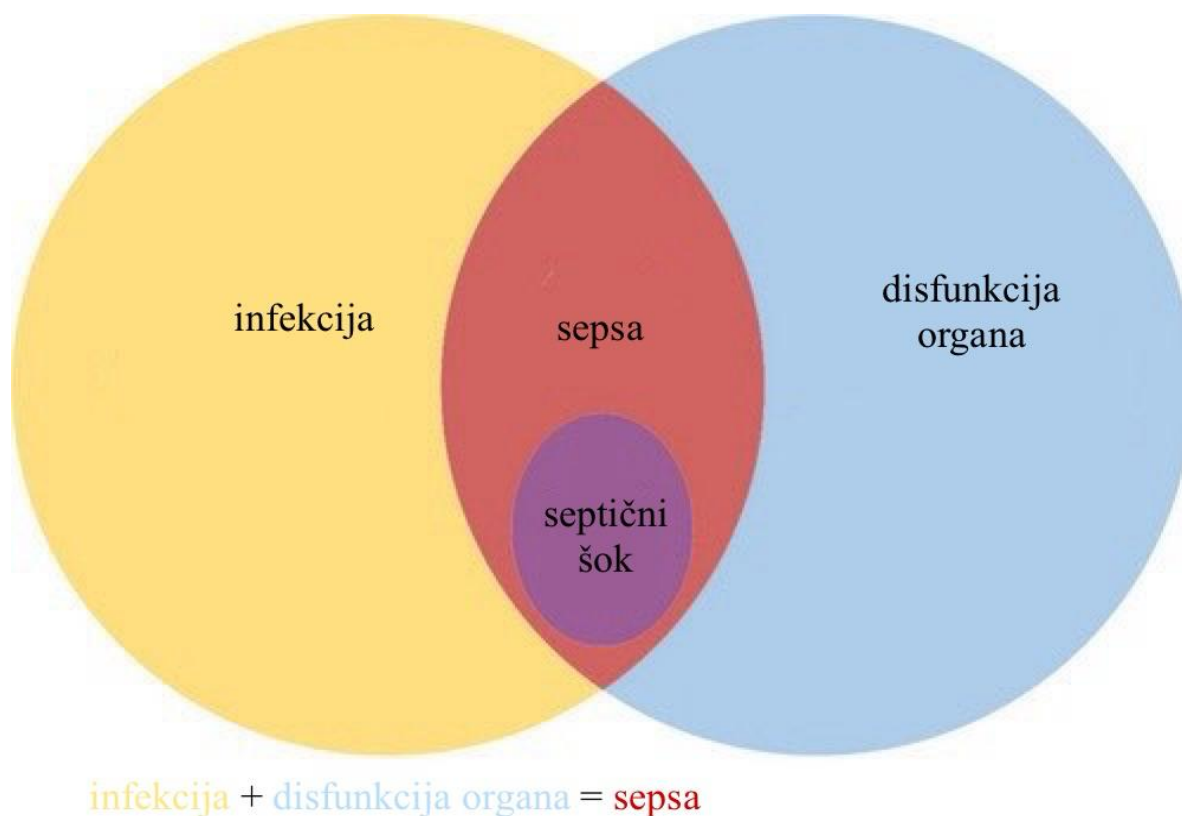 infekcija
sepsa
disfunkcija
organa
septični
šok
infekcija + disfunkcija organa = sepsa